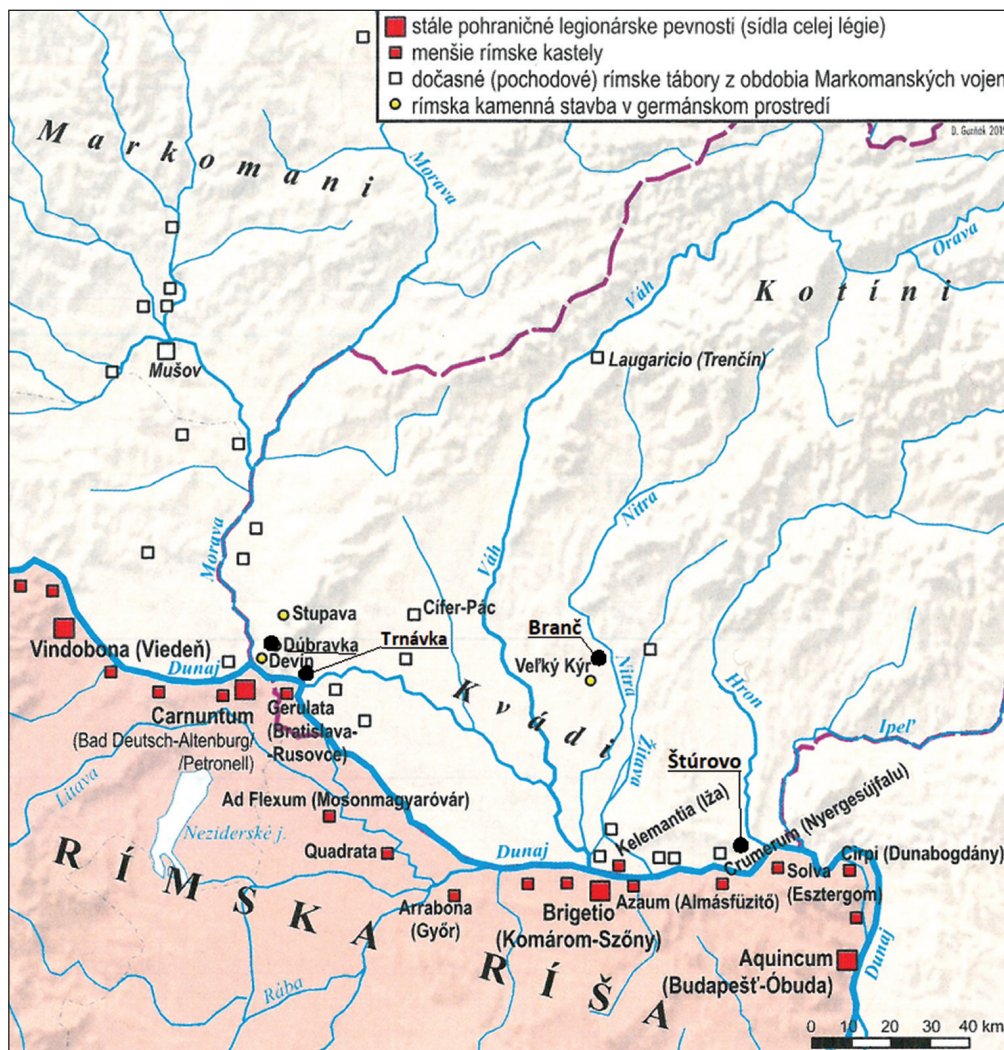 stále pohraničné legionárske pevnosti (sídla celej légie)
menšie rímske kastely
dočasné (pochodové) rímske tábory z obdobia Markomanských vojen
rímska kamenná stavba v germánskom prostredí
D. Gurňák 2015
Markomani
Morava
Orava
Váh
Kotíni
Laugaricio (Trenčín)
Mušov
Nitra
Morava
Váh
Stupava
Cífer-Pác
Dúbravka
Trnávka
Branč
Vindobona (Viedeň)
Devín
Veľký Kýr
Dunaj
Nitra
Hron
Kvádi
Carnuntum
(Bad Deutsch-Altenburg/
/Petronell)
Gerulata
(Bratislava-
-Rusovce)
Žitava
Ipeľ
Štúrovo
Litava
Ad Flexum (Mosonmagyaróvár)
Neziderské j.
Quadrata
Dunaj
Kelemantia (Iža)
Crumerum (Nyergesújfalu)
Cirpi (Dunabogdány)
Solva
(Esztergom)
RÍMSKA RÍŠA
Arrabona
(Győr)
Brigetio
(Komárom-Szőny)
Azaum (Almásfüzitő)
Aquincum
(Budapešť-Óbuda)
Dunaj
Rába
0 10 20 30 40 km